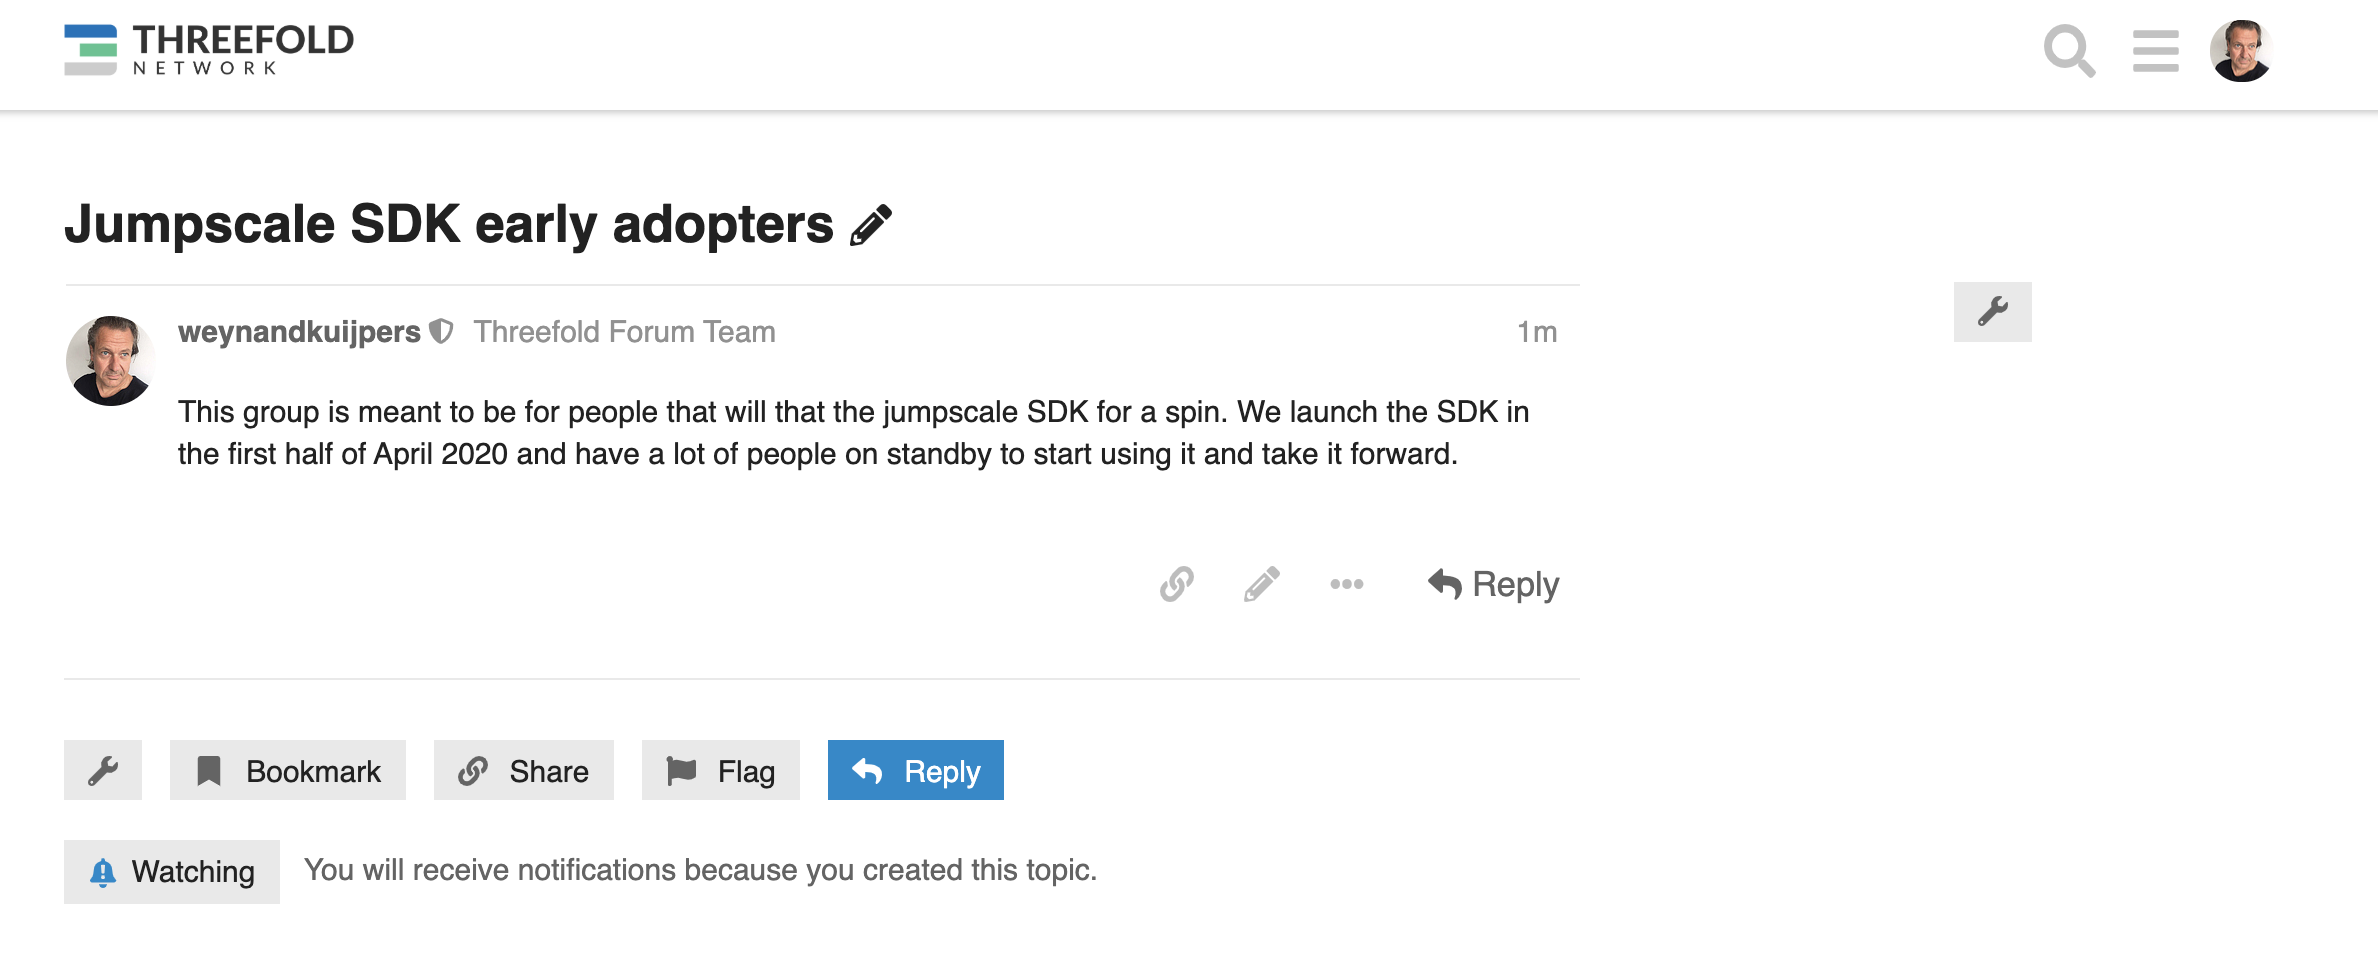 THREEFOLD
NETWORK
Jumpscale SDK early adopters
weynandkuijpers Threefold Forum Team 1m
This group is meant to be for people that will that the jumpscale SDK for a spin. We launch the SDK in
the first half of April 2020 and have a lot of people on standby to start using it and take it forward.
Reply
Bookmark Share Flag Reply
Watching You will receive notifications because you created this topic.